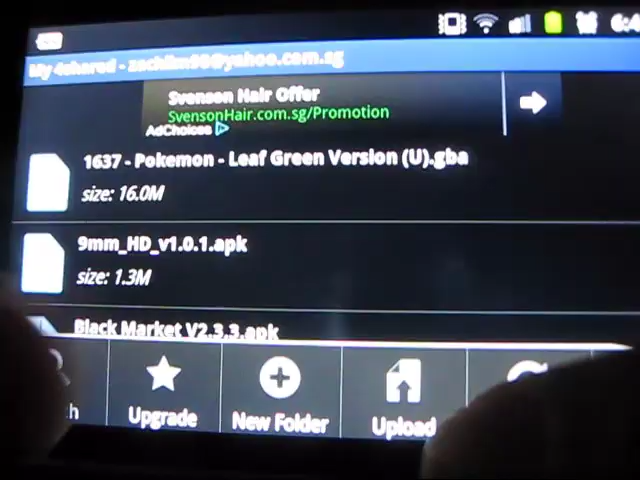 6:4
My 4shared -
@yahoo.com.sg
Svenson Hair Offer
SvensonHair.com.sg/Promotion
AdChoices
1637 - Pokemon - Leaf Green Version (U).gba
size: 16.0M
9mm_HD_v1.0.1.apk
size: 1.3M
Black Market V2.3.3.apk
Upgrade
New Folder
Upload